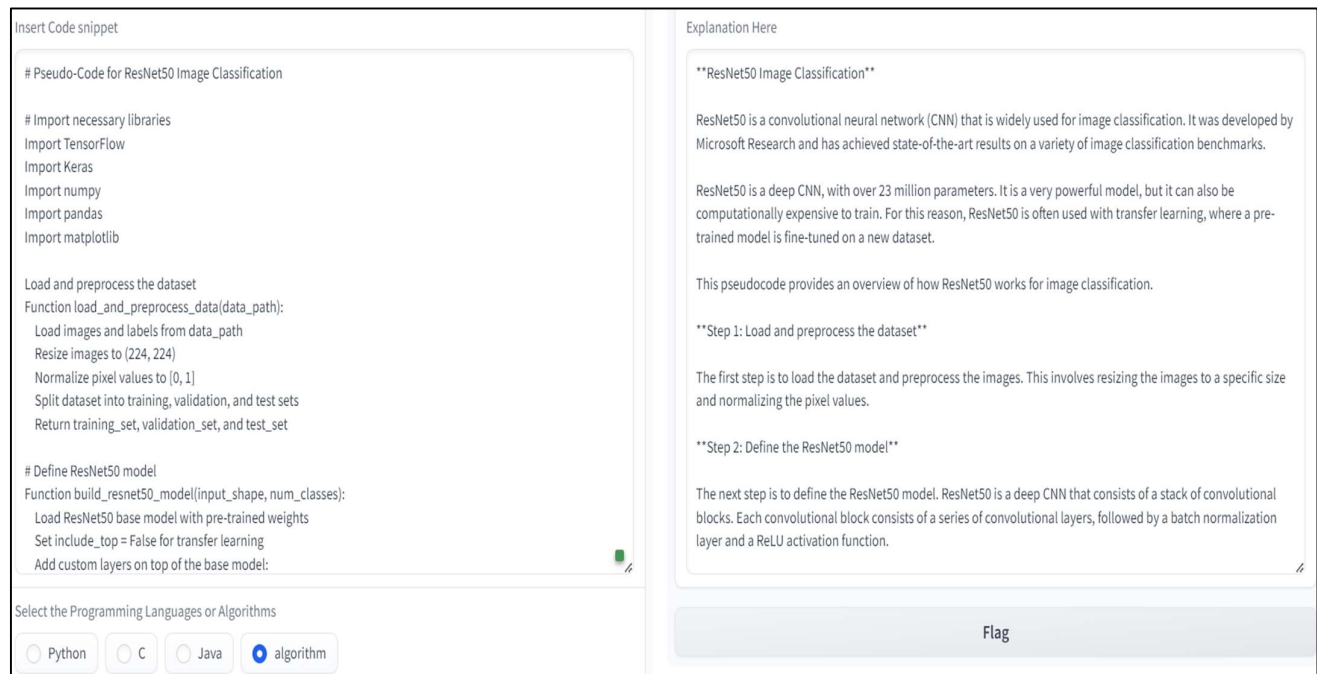 Insert Code snippet
# Pseudo-Code for ResNet50 Image Classification
# Import necessary libraries
Import TensorFlow
Import Keras
Import numpy
Import pandas
Import matplotlib
Load and preprocess the dataset
Function load_and_preprocess_data(data_path):
Load images and labels from data_path
Resize images to (224, 224)
Normalize pixel values to [0, 1]
Split dataset into training, validation, and test sets
Return training_set, validation_set, and test_set
# Define ResNet50 model
Function build_resnet50_model(input_shape, num_classes):
Load ResNet50 base model with pre-trained weights
Set include_top = False for transfer learning
Add custom layers on top of the base model:
Select the Programming Languages or Algorithms
Python
C
Java
algorithm
Explanation Here
**ResNet50 Image Classification**
ResNet50 is a convolutional neural network (CNN) that is widely used for image classification. It was developed by
Microsoft Research and has achieved state-of-the-art results on a variety of image classification benchmarks.
ResNet50 is a deep CNN, with over 23 million parameters. It is a very powerful model, but it can also be
computationally expensive to train. For this reason, ResNet50 is often used with transfer learning, where a pre-
trained model is fine-tuned on a new dataset.
This pseudocode provides an overview of how ResNet50 works for image classification.
**Step 1: Load and preprocess the dataset**
The first step is to load the dataset and preprocess the images. This involves resizing the images to a specific size
and normalizing the pixel values.
**Step 2: Define the ResNet50 model**
The next step is to define the ResNet50 model. ResNet50 is a deep CNN that consists of a stack of convolutional
blocks. Each convolutional block consists of a series of convolutional layers, followed by a batch normalization
layer and a ReLU activation function.
Flag